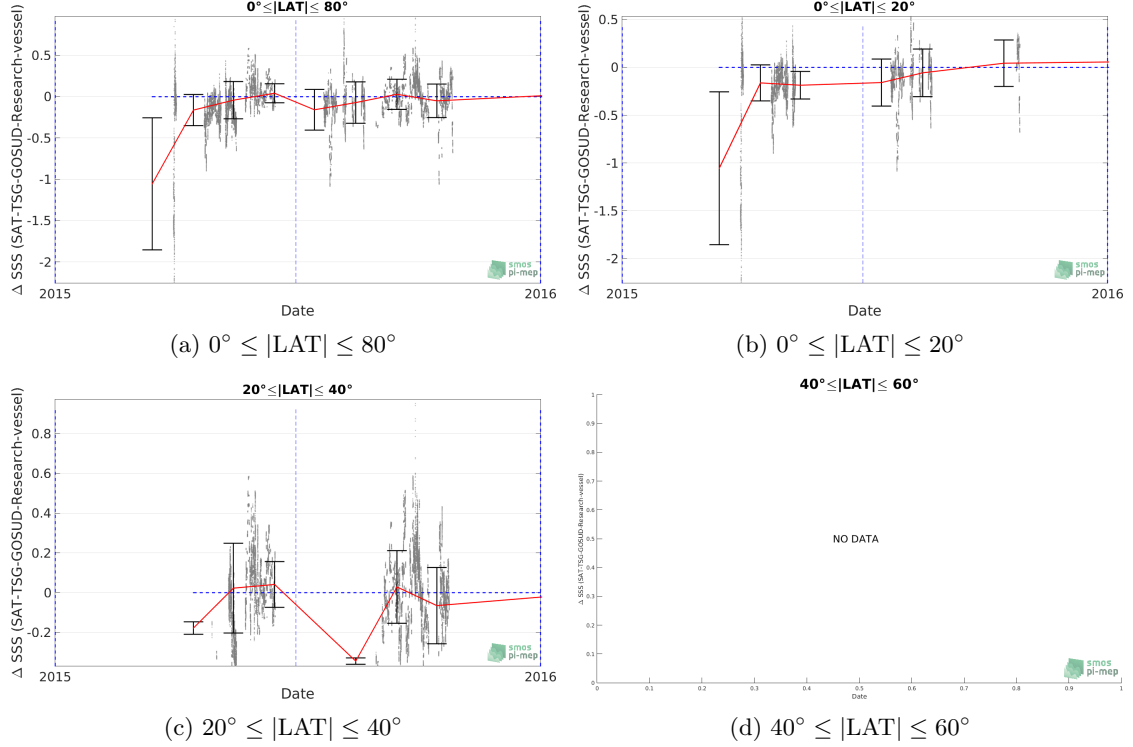 0°≤|LAT|≤ 80°
Δ SSS (SAT-TSG-GOSUD-Research-vessel)
0.5
0
-0.5
-1
-1.5
-2
2015
2016
Date
smos
pi-mep
(a) 0° ≤ |LAT| ≤ 80°
0°≤|LAT|≤ 20°
Δ SSS (SAT-TSG-GOSUD-Research-vessel)
0.5
0
-0.5
-1
-1.5
-2
2015
2016
Date
smos
pi-mep
(b) 0° ≤ |LAT| ≤ 20°
20°≤|LAT|≤ 40°
Δ SSS (SAT-TSG-GOSUD-Research-vessel)
0.8
0.6
0.4
0.2
0
-0.2
2015
2016
Date
smos
pi-mep
(c) 20° ≤ |LAT| ≤ 40°
40°≤|LAT|≤ 60°
Δ SSS (SAT-TSG-GOSUD-Research-vessel)
1
0.9
0.8
0.7
0.6
0.5
0.4
0.3
0.2
0.1
0
NO DATA
0 0.1 0.2 0.3 0.4 0.5 0.6 0.7 0.8 0.9 1
Date
smos
pi-mep
(d) 40° ≤ |LAT| ≤ 60°